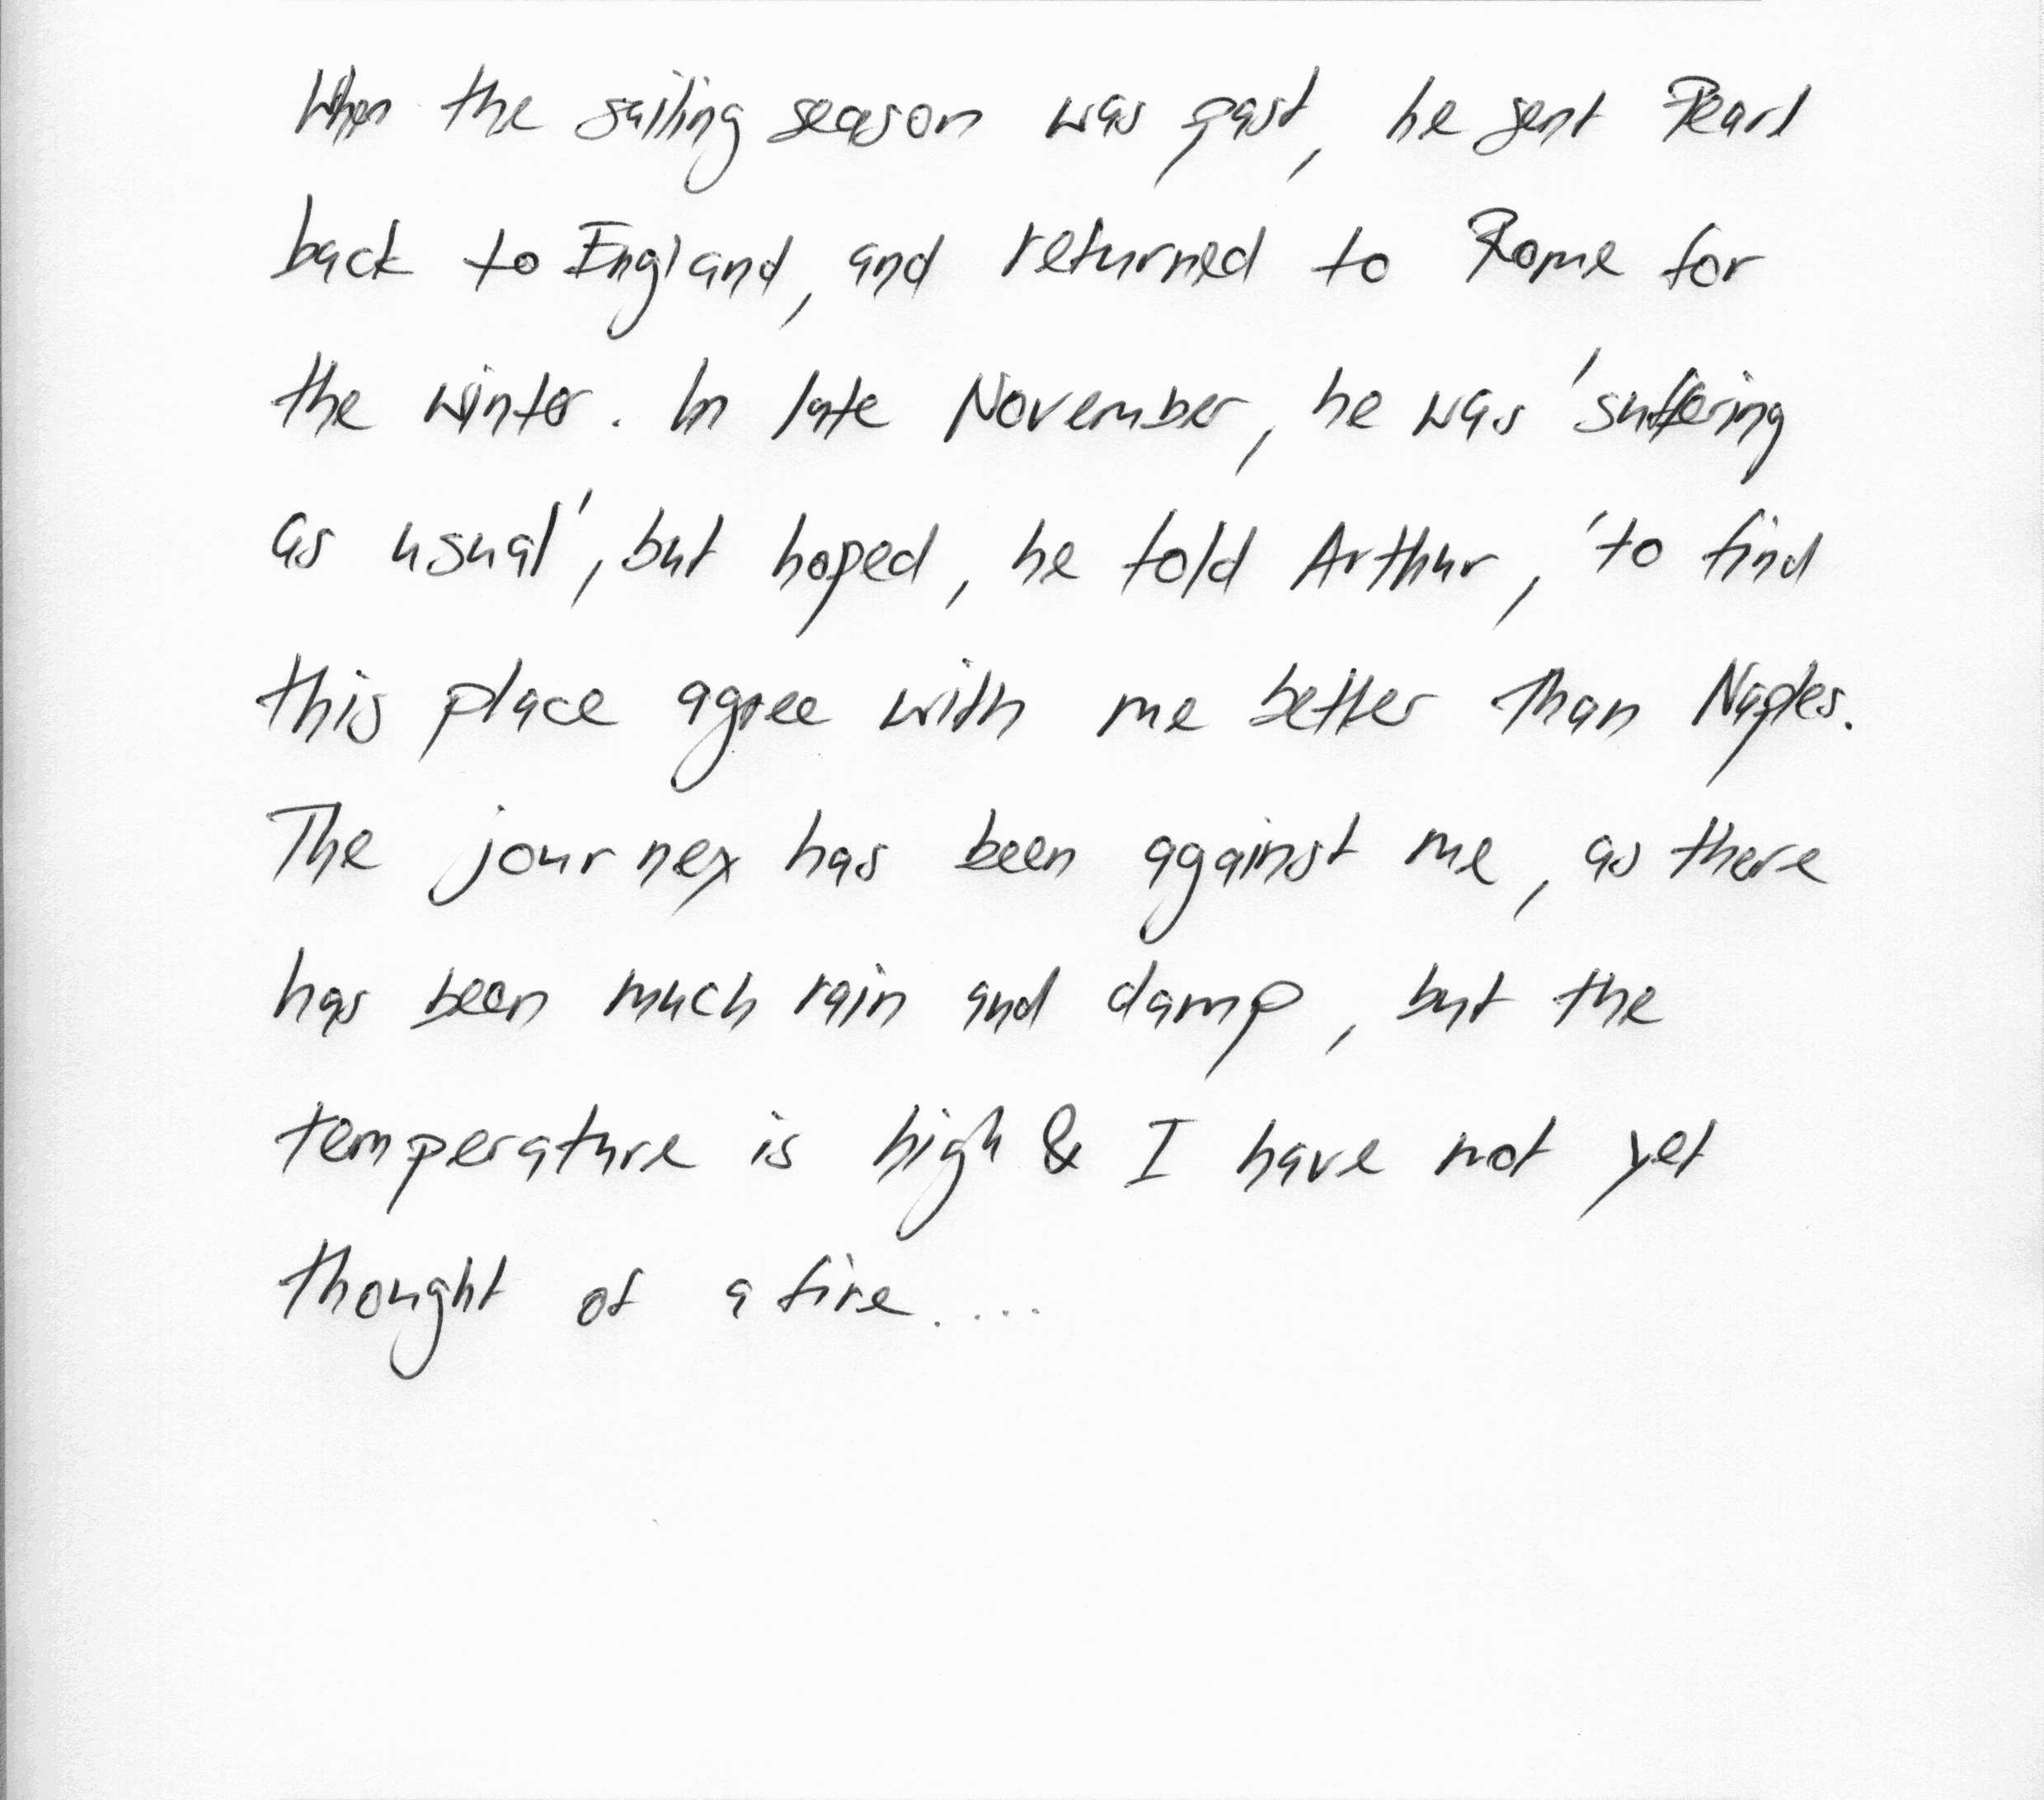 When the sailing season was past, he sent Pearl
back to England, and returned to Rome for
the winter. In late November, he was 'suffering
as usual', but hoped, he told Arthur, 'to find
this place agree with me better than Naples.
The journey has been against me, as there
has been much rain and damp, but the
temperature is high & I have not yet
thought of a fire....